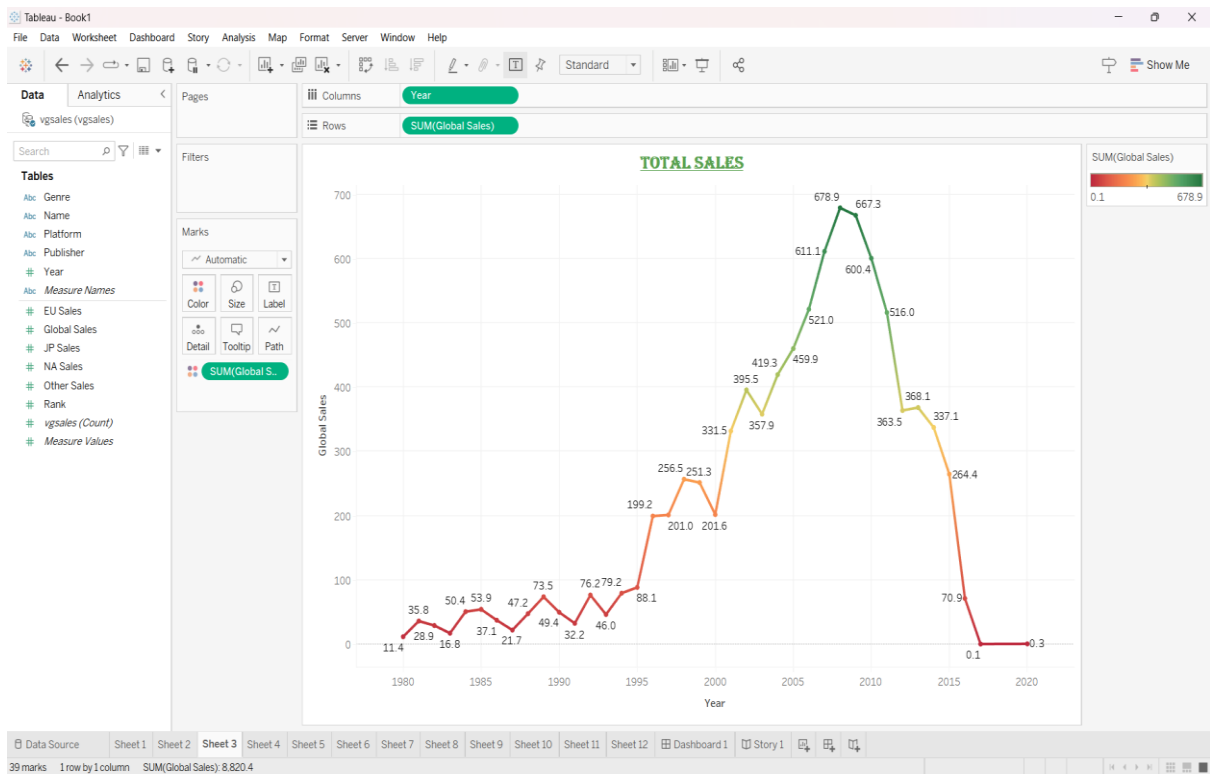 Tableau - Book1
File Data Worksheet Dashboard Story Analysis Map Format Server Window Help
Standard
Show Me
Data Analytics
vgsales (vgsales)
Search
Tables
Abc Genre
Abc Name
Abc Platform
Abc Publisher
# Year
Abc Measure Names
# EU Sales
# Global Sales
# JP Sales
# NA Sales
# Other Sales
# Rank
# vgsales (Count)
# Measure Values
Pages
Filters
Marks
Automatic
Color Size Label
Detail Tooltip Path
SUM(Global S..
Columns Year
Rows SUM(Global Sales)
TOTAL SALES
Global Sales
700
600
500
400
300
200
100
0
11.4
35.8
28.9
16.8
50.4
53.9
37.1
21.7
47.2
73.5
49.4
32.2
76.2
46.0
79.2
88.1
199.2
201.0
256.5
251.3
201.6
331.5
395.5
357.9
419.3
459.9
521.0
611.1
678.9
667.3
600.4
516.0
363.5
368.1
337.1
264.4
70.9
0.1
0.3
1980 1985 1990 1995 2000 2005 2010 2015 2020
Year
SUM(Global Sales)
0.1 678.9
Data Source Sheet 1 Sheet 2 Sheet 3 Sheet 4 Sheet 5 Sheet 6 Sheet 7 Sheet 8 Sheet 9 Sheet 10 Sheet 11 Sheet 12 Dashboard 1 Story 1
39 marks 1 row by 1 column SUM(Global Sales): 8,820.4